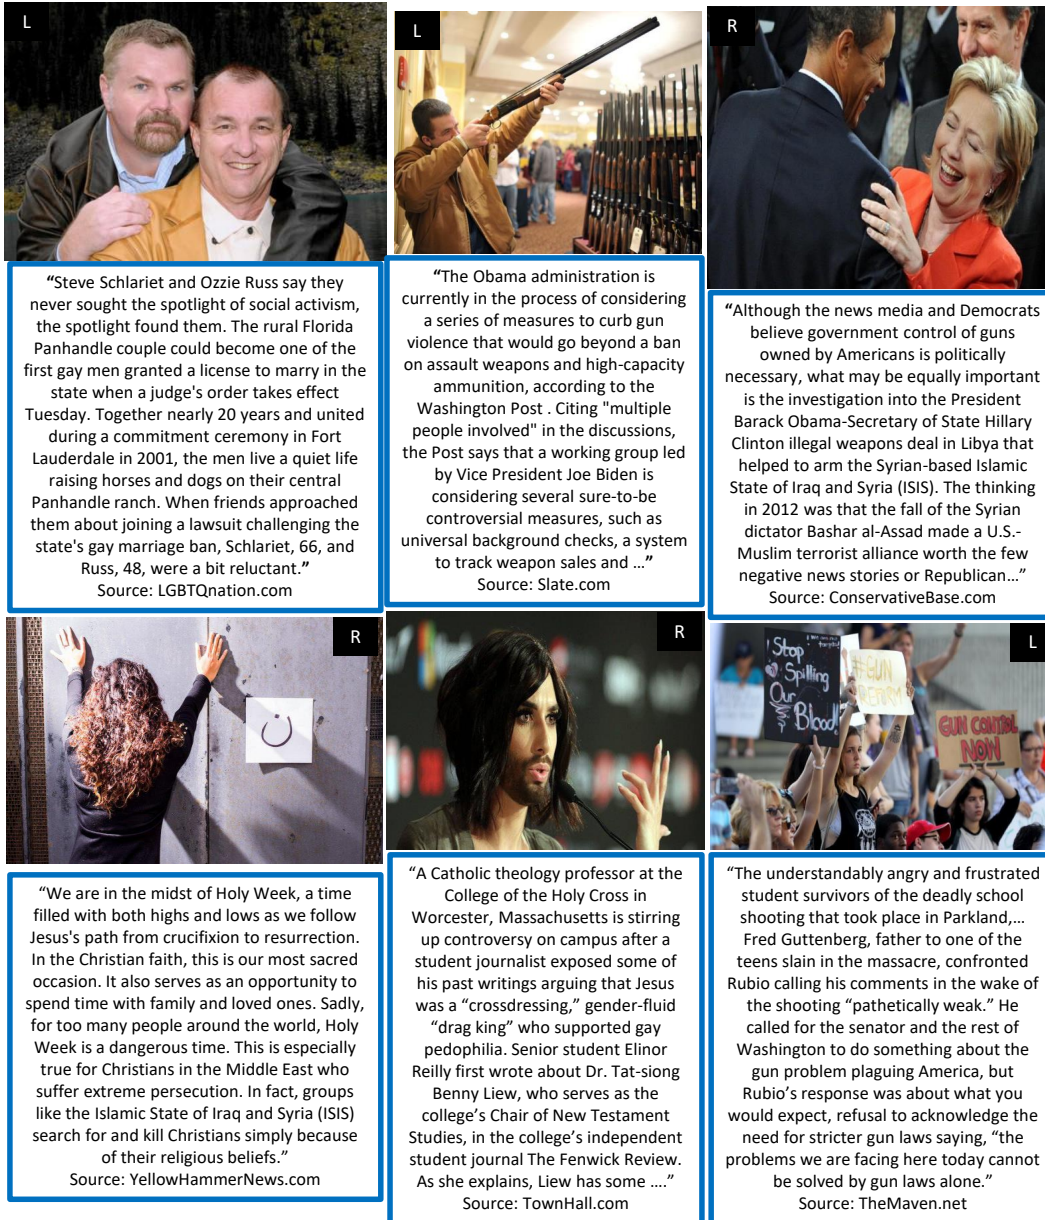 L
L
R
“Steve Schlariet and Ozzie Russ say they
never sought the spotlight of social activism,
the spotlight found them. The rural Florida
Panhandle couple could become one of the
first gay men granted a license to marry in the
state when a judge's order takes effect
Tuesday. Together nearly 20 years and united
during a commitment ceremony in Fort
Lauderdale in 2001, the men live a quiet life
raising horses and dogs on their central
Panhandle ranch. When friends approached
them about joining a lawsuit challenging the
state's gay marriage ban, Schlariet, 66, and
Russ, 48, were a bit reluctant.”
Source: LGBTQnation.com
“The Obama administration is
currently in the process of considering
a series of measures to curb gun
violence that would go beyond a ban
on assault weapons and high-capacity
ammunition, according to the
Washington Post . Citing "multiple
people involved" in the discussions,
the Post says that a working group led
by Vice President Joe Biden is
considering several sure-to-be
controversial measures, such as
universal background checks, a system
to track weapon sales and …”
Source: Slate.com
“Although the news media and Democrats
believe government control of guns
owned by Americans is politically
necessary, what may be equally important
is the investigation into the President
Barack Obama-Secretary of State Hillary
Clinton illegal weapons deal in Libya that
helped to arm the Syrian-based Islamic
State of Iraq and Syria (ISIS). The thinking
in 2012 was that the fall of the Syrian
dictator Bashar al-Assad made a U.S.-
Muslim terrorist alliance worth the few
negative news stories or Republican…”
Source: ConservativeBase.com
R
R
L
Stop
Spilling
Our
Blood!
#GUN
REFORM
GUN CONTROL
NOW
“We are in the midst of Holy Week, a time
filled with both highs and lows as we follow
Jesus's path from crucifixion to resurrection.
In the Christian faith, this is our most sacred
occasion. It also serves as an opportunity to
spend time with family and loved ones. Sadly,
for too many people around the world, Holy
Week is a dangerous time. This is especially
true for Christians in the Middle East who
suffer extreme persecution. In fact, groups
like the Islamic State of Iraq and Syria (ISIS)
search for and kill Christians simply because
of their religious beliefs.”
Source: YellowHammerNews.com
“A Catholic theology professor at the
College of the Holy Cross in
Worcester, Massachusetts is stirring
up controversy on campus after a
student journalist exposed some of
his past writings arguing that Jesus
was a “crossdressing,” gender-fluid
“drag king” who supported gay
pedophilia. Senior student Elinor
Reilly first wrote about Dr. Tat-siong
Benny Liew, who serves as the
college’s Chair of New Testament
Studies, in the college’s independent
student journal The Fenwick Review.
As she explains, Liew has some ….”
Source: TownHall.com
“The understandably angry and frustrated
student survivors of the deadly school
shooting that took place in Parkland,…
Fred Guttenberg, father to one of the
teens slain in the massacre, confronted
Rubio calling his comments in the wake of
the shooting “pathetically weak.” He
called for the senator and the rest of
Washington to do something about the
gun problem plaguing America, but
Rubio’s response was about what you
would expect, refusal to acknowledge the
need for stricter gun laws saying, “the
problems we are facing here today cannot
be solved by gun laws alone.”
Source: TheMaven.net